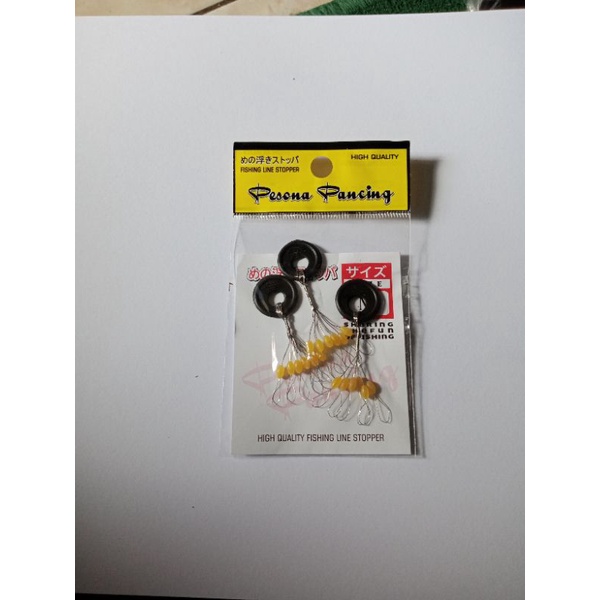 めの浮きストッパ
FISHING LINE STOPPER
HIGH QUALITY
Pesona Pancing
サイズ
FISHING
HIGH QUALITY FISHING LINE STOPPER